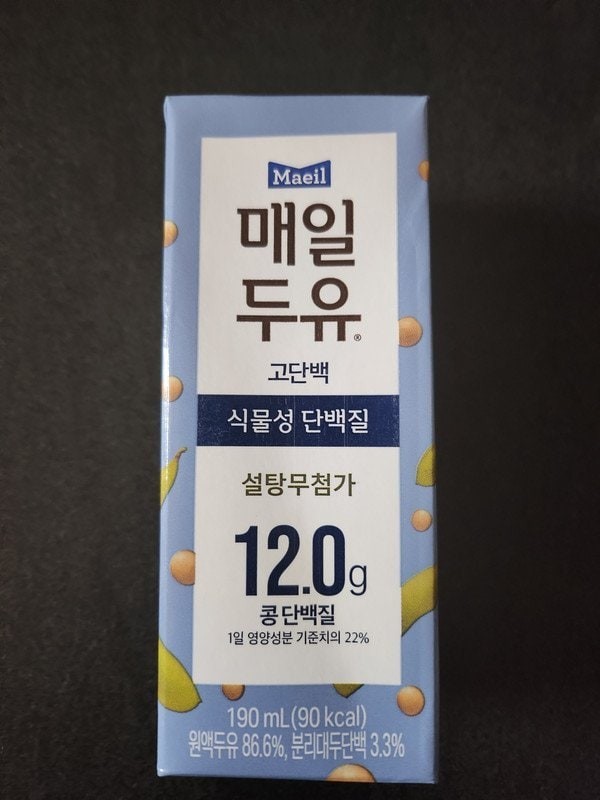 Maeil
매일
두유®
고단백
식물성 단백질
설탕무첨가
12.0g
콩단백질
1일 영양성분 기준치의 22%
190 mL(90 kcal)
원액두유 86.6%, 분리대두단백 3.3%